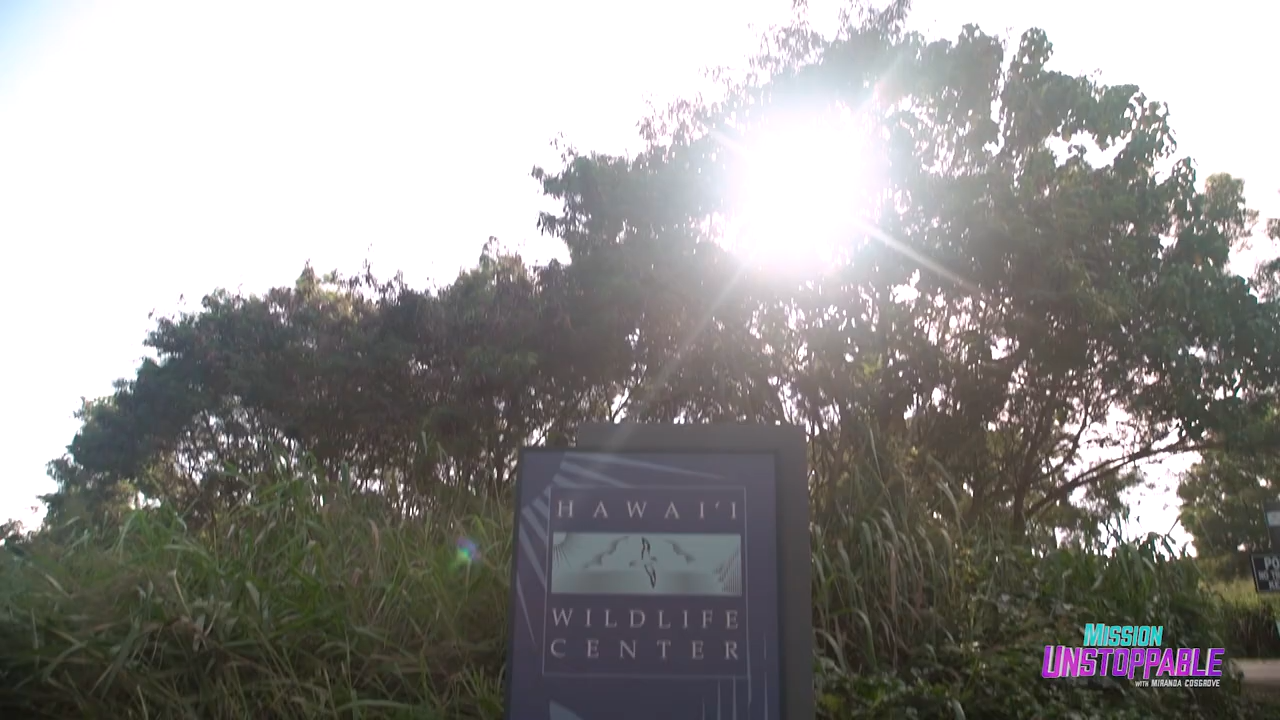 HAWAI'I
WILDLIFE
CENTER
MISSION
UNSTOPPABLE
WITH MIRANDA COSGROVE